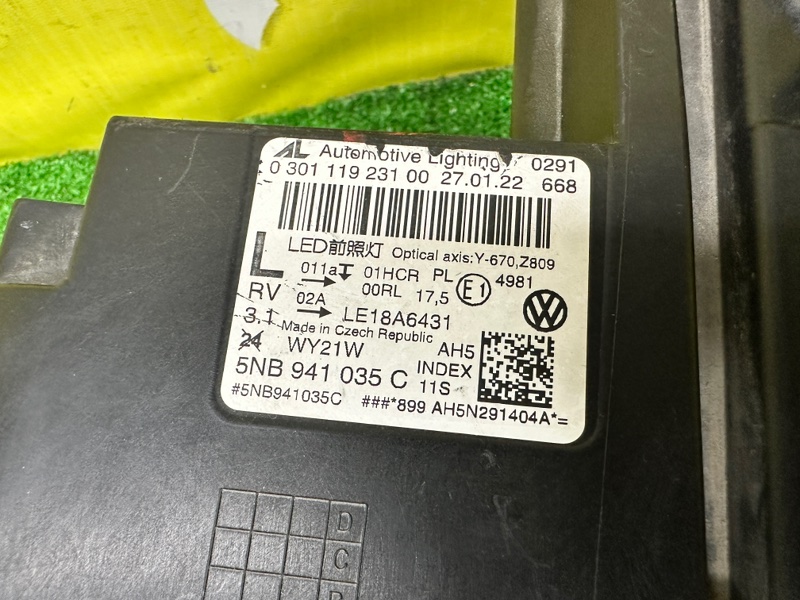 AL Automotive Lighting 0291
0 301 119 231 00 27.01.22 668
LED前照灯 Optical axis:Y-670,Z809
L 011aT 01HCR PL E1 4981
00RL 17,5
RV 02A → LE18A6431 VW
3.1 Made in Czech Republic
24 WY21W AH5
5NB 941 035 C INDEX
11S
#5NB941035C ###*899 AH5N291404A*=
D
C